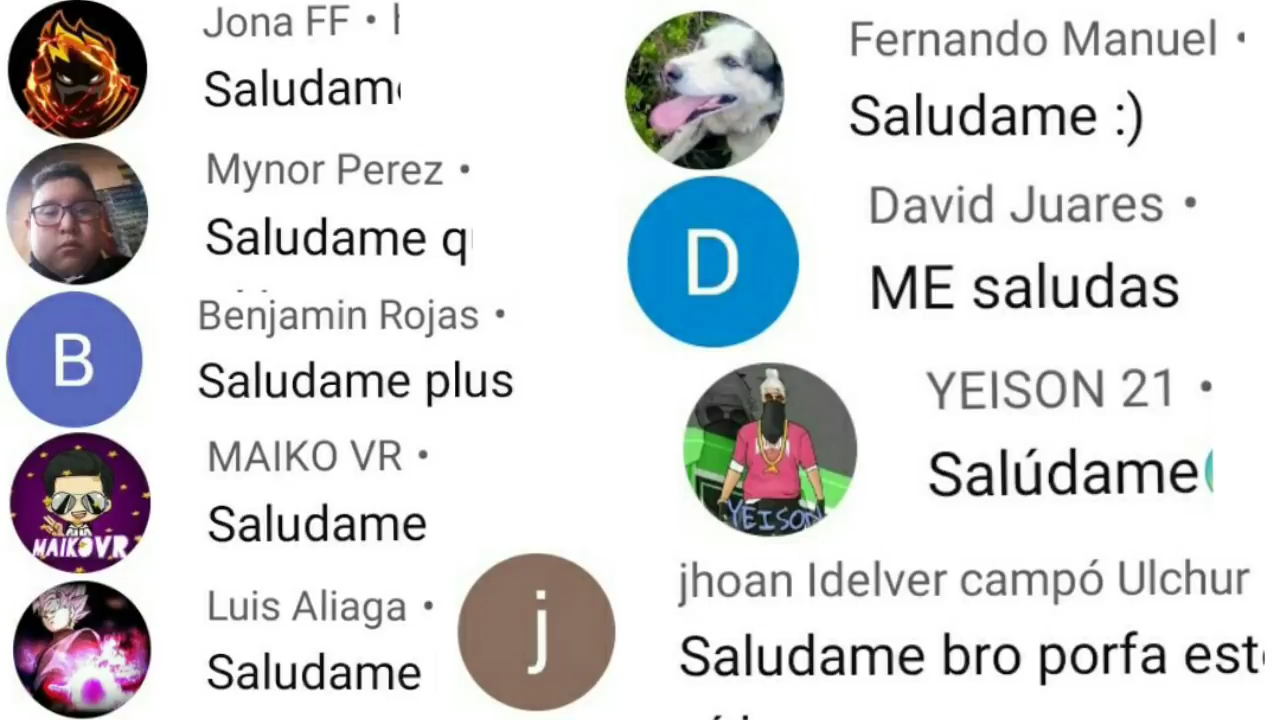 Jona FF •
Saludame
Mynor Perez •
Saludame q
B
Benjamin Rojas •
Saludame plus
MAIKO VR •
Saludame
MAIKOVR
Luis Aliaga •
Saludame
Fernando Manuel •
Saludame :)
D
David Juares •
ME saludas
YEISON 21 •
Salúdame
YEISON
j
jhoan Idelver campó Ulchur
Saludame bro porfa est